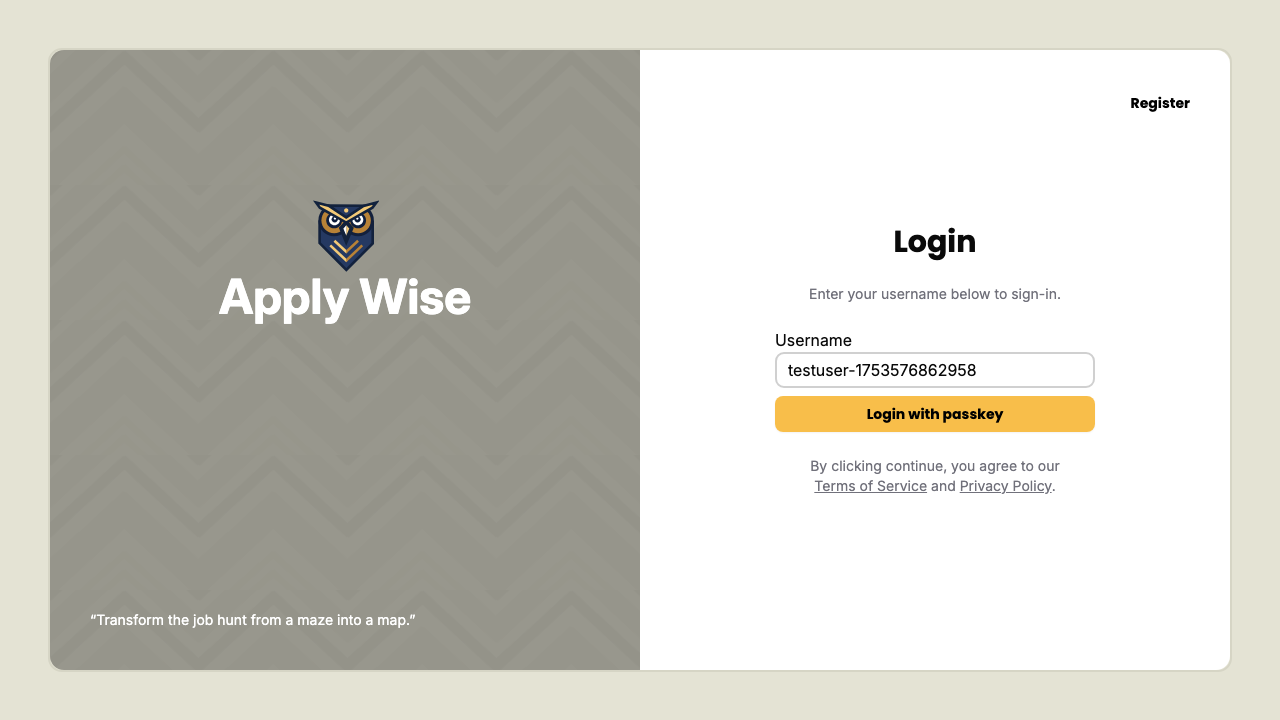 Apply Wise
“Transform the job hunt from a maze into a map.”
Register
Login
Enter your username below to sign-in.
Username
testuser-1753576862958
Login with passkey
By clicking continue, you agree to our
Terms of Service and Privacy Policy.